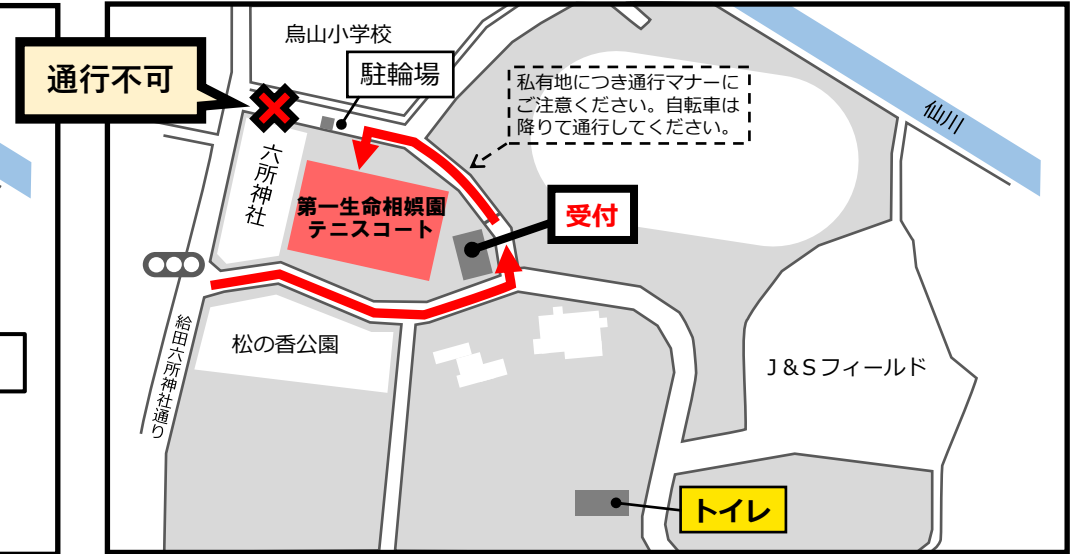 烏山小学校
通行不可
駐輪場
私有地につき通行マナーに
ご注意ください。自転車は
降りて通行してください。
仙川
六所神社
第一生命相娯園
テニスコート
受付
給田六所神社通り
松の香公園
J&Sフィールド
トイレ